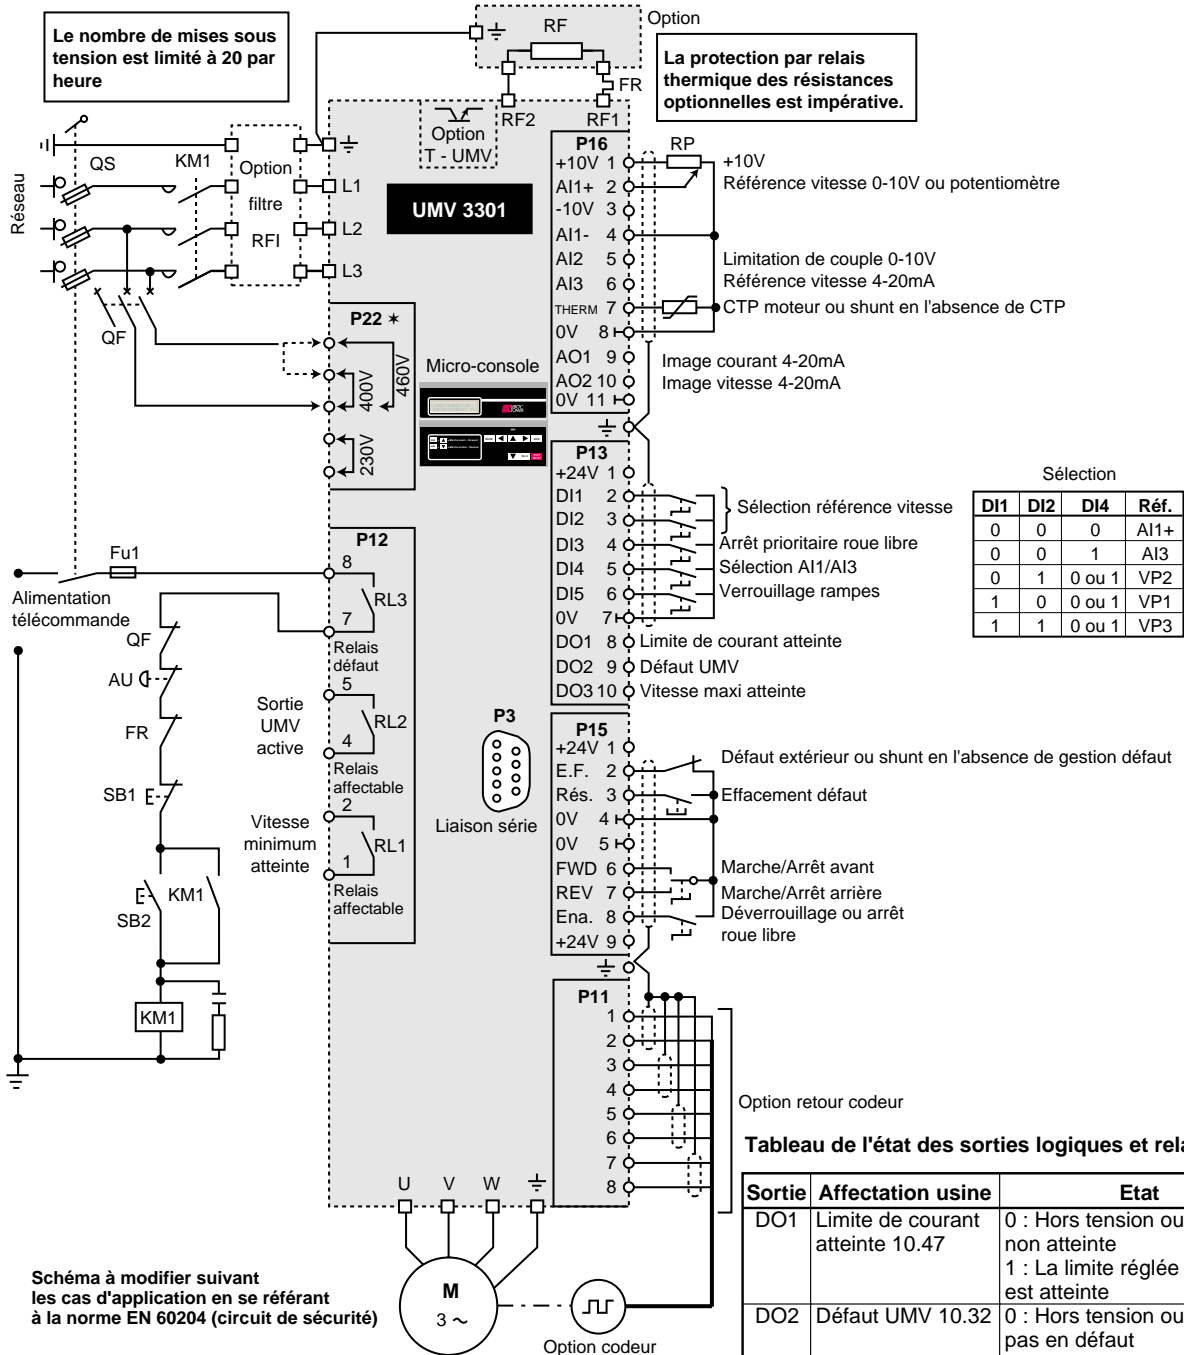 Le nombre de mises sous
tension est limité à 20 par
heure
Option
RF
La protection par relais
thermique des résistances
optionnelles est impérative.
FR
RF2
RF1
Option
T - UMV
Réseau
QS
KM1
Option
filtre
RFI
L1
L2
L3
QF
UMV 3301
P16
+10V 1
AI1+ 2
-10V 3
AI1- 4
AI2 5
AI3 6
THERM 7
0V 8
AO1 9
AO2 10
0V 11
RP
+10V
Référence vitesse 0-10V ou potentiomètre
Limitation de couple 0-10V
Référence vitesse 4-20mA
CTP moteur ou shunt en l'absence de CTP
Image courant 4-20mA
Image vitesse 4-20mA
P22 ✶
460V
400V
230V
Micro-console
P13
+24V 1
DI1 2
DI2 3
DI3 4
DI4 5
DI5 6
0V 7
DO1 8
DO2 9
DO3 10
Sélection référence vitesse
Arrêt prioritaire roue libre
Sélection AI1/AI3
Verrouillage rampes
Limite de courant atteinte
Défaut UMV
Vitesse maxi atteinte
Sélection
DI1 DI2 DI4 Réf.
0 0 0 AI1+
0 0 1 AI3
0 1 0 ou 1 VP2
1 0 0 ou 1 VP1
1 1 0 ou 1 VP3
Fu1
Alimentation
télécommande
QF
AU
FR
SB1
SB2
KM1
KM1
P12
8
RL3
7
Relais
défaut
5
RL2
4
Relais
affectable
2
RL1
1
Relais
affectable
Sortie
UMV
active
Vitesse
minimum
atteinte
P3
Liaison série
P15
+24V 1
E.F. 2
Rés. 3
0V 4
0V 5
FWD 6
REV 7
Ena. 8
+24V 9
Défaut extérieur ou shunt en l'absence de gestion défaut
Effacement défaut
Marche/Arrêt avant
Marche/Arrêt arrière
Déverrouillage ou arrêt
roue libre
P11
1
2
3
4
5
6
7
8
Option retour codeur
U V W
M
3 ~
Option codeur
Schéma à modifier suivant
les cas d'application en se référant
à la norme EN 60204 (circuit de sécurité)
Tableau de l'état des sorties logiques et rela
Sortie Affectation usine Etat
DO1 Limite de courant 0 : Hors tension ou
atteinte 10.47 non atteinte
1 : La limite réglée
est atteinte
DO2 Défaut UMV 10.32 0 : Hors tension ou
pas en défaut